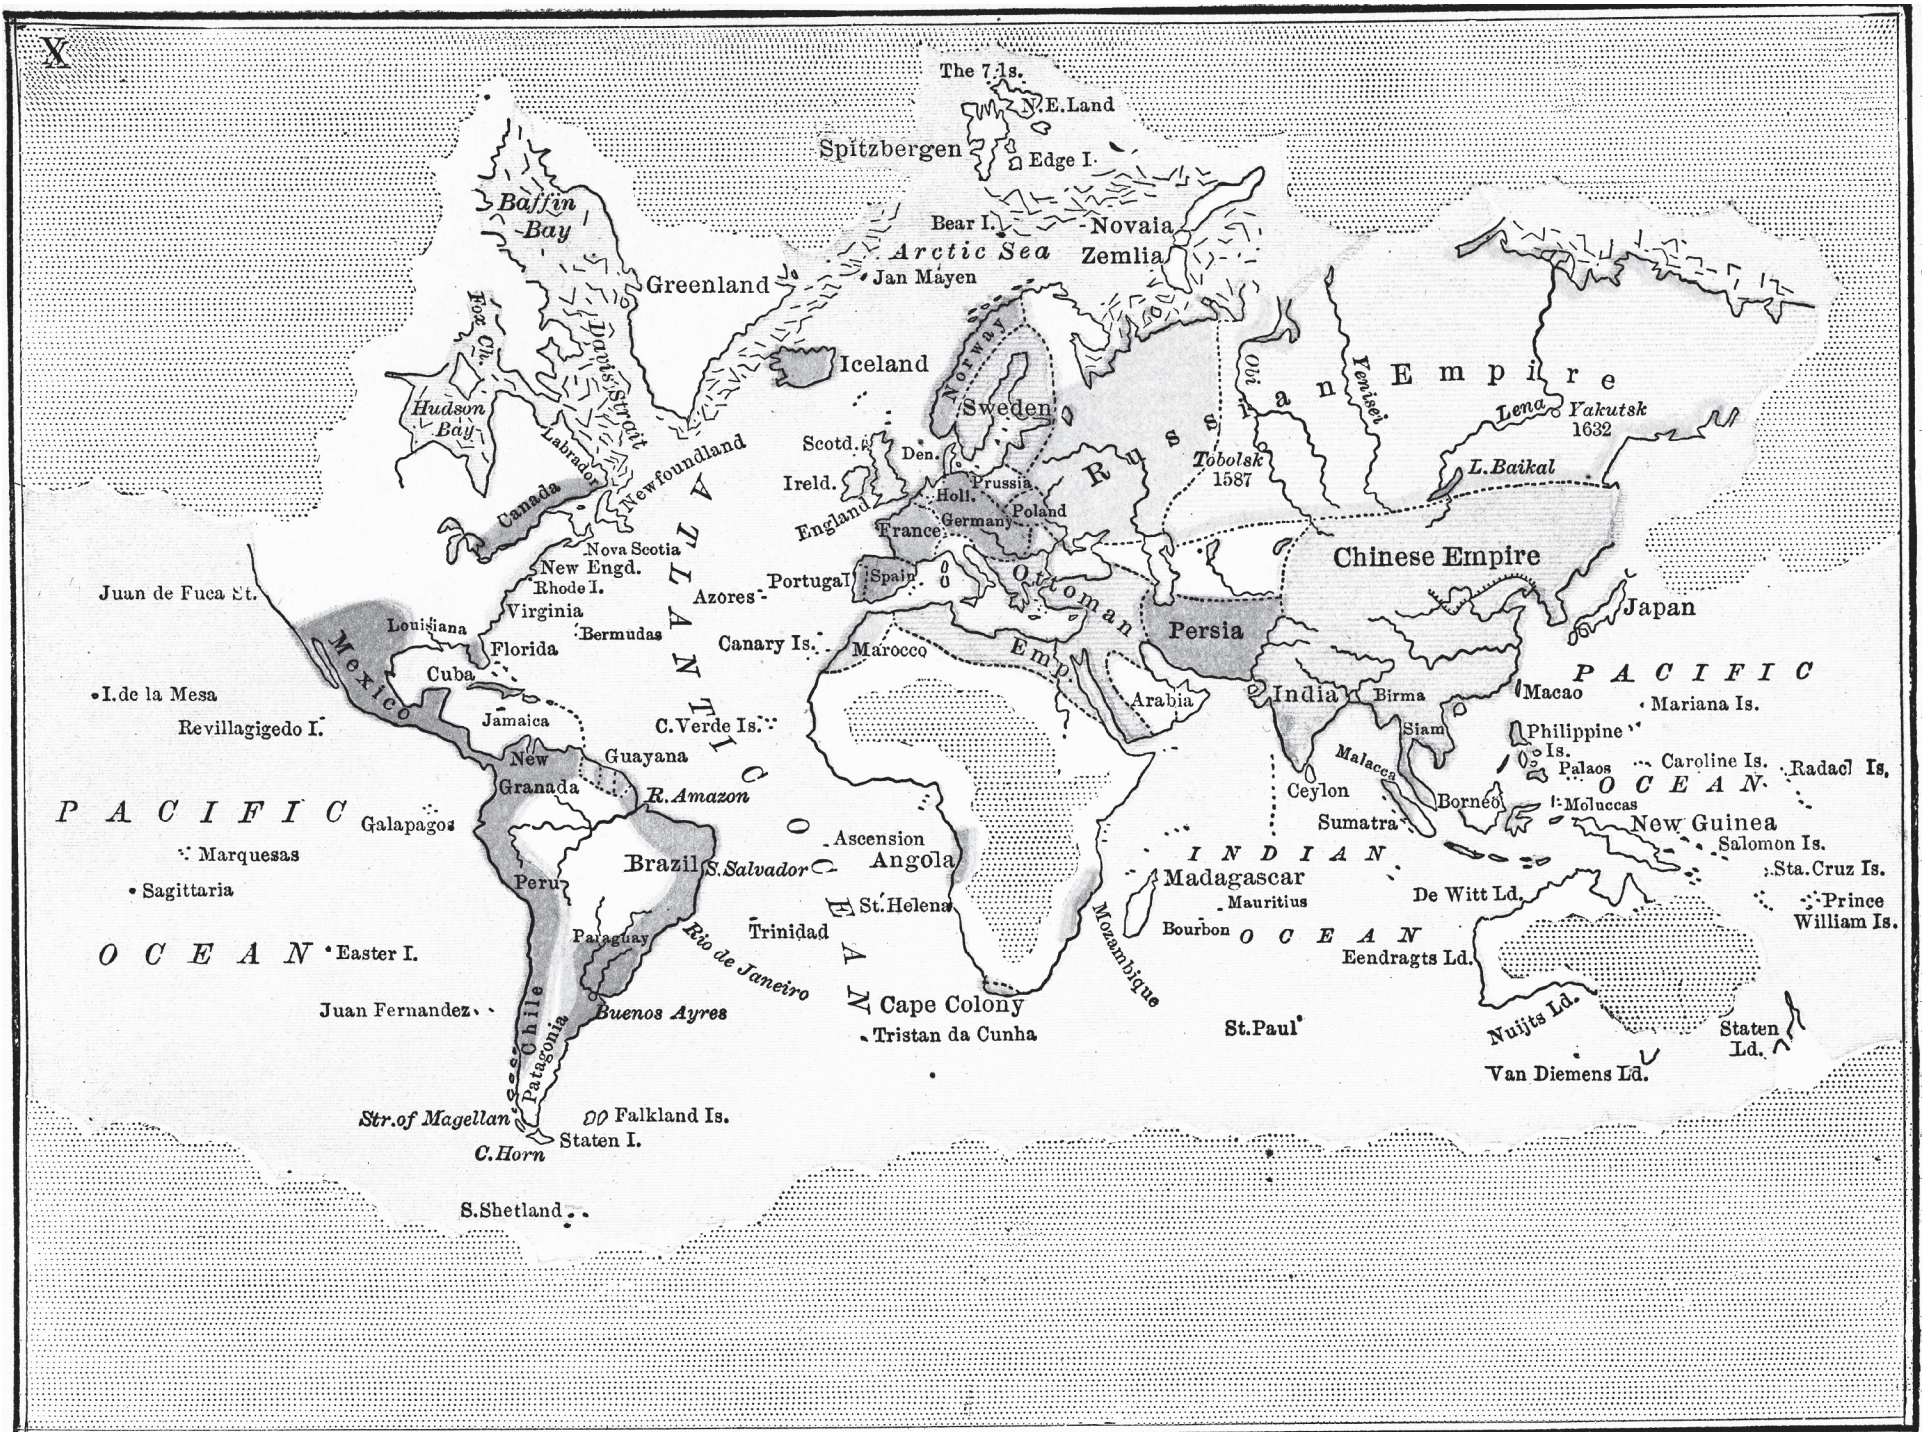 X
The 7 Is.
N.E.Land
Spitzbergen
Edge I.
Baffin
Bay
Bear I.
Novaia
Zemlia
Arctic Sea
Jan Mayen
Greenland
Fox Ch.
Davis Strait
Iceland
Norway
Sweden
Obi
Yenisei
Russian Empire
Lena
Yakutsk
1632
Hudson
Bay
Labrador
Newfoundland
Scotd.
Den.
Tobolsk
1587
L.Baikal
Ireld.
Prussia
Holl.
Canada
England
Germany
Poland
France
Nova Scotia
New Engd.
Rhode I.
Chinese Empire
Juan de Fuca St.
Portugal
Spain
Ottoman
Emp.
Azores
Virginia
Japan
Louisiana
Bermudas
Persia
Mexico
Florida
Canary Is.
Marocco
Cuba
PACIFIC
I.de la Mesa
Arabia
India
Birma
Macao
Mariana Is.
Jamaica
Revillagigedo I.
C.Verde Is.
ATLANTIC OCEAN
Siam
Philippine
Is.
New
Granada
Guayana
Malacca
Palaos
Caroline Is.
Radacl Is.
OCEAN
Ceylon
R.Amazon
Borneo
Moluccas
PACIFIC
Galapagos
Sumatra
New Guinea
Ascension
Salomon Is.
Marquesas
INDIAN
Brazil
S.Salvador
Angola
Sta.Cruz Is.
Sagittaria
Peru
Madagascar
De Witt Ld.
St.Helena
Mauritius
Prince
William Is.
Mozambique
Trinidad
Paraguay
Rio de Janeiro
Bourbon
OCEAN
OCEAN
Easter I.
Eendragts Ld.
Chile
Cape Colony
Juan Fernandez
Buenos Ayres
Nuijts Ld.
St.Paul
Staten
Ld.
Tristan da Cunha
Patagonia
Van Diemens Ld.
Str.of Magellan
Falkland Is.
Staten I.
C.Horn
S.Shetland